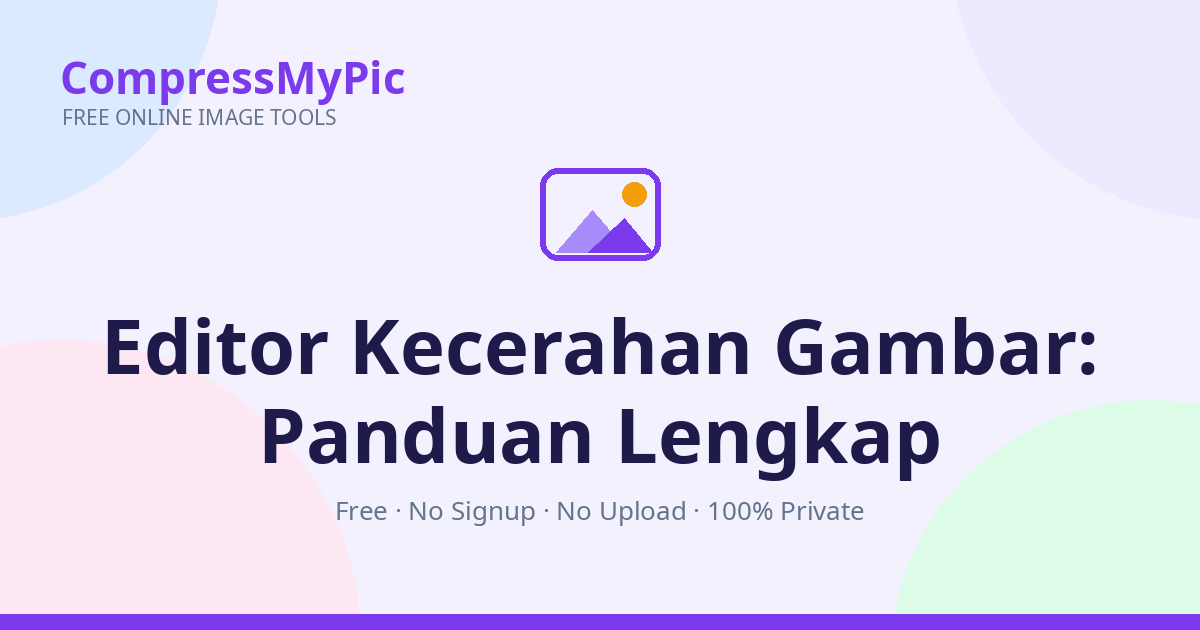 CompressMyPic
FREE ONLINE IMAGE TOOLS
Editor Kecerahan Gambar:
Panduan Lengkap
Free · No Signup · No Upload · 100% Private